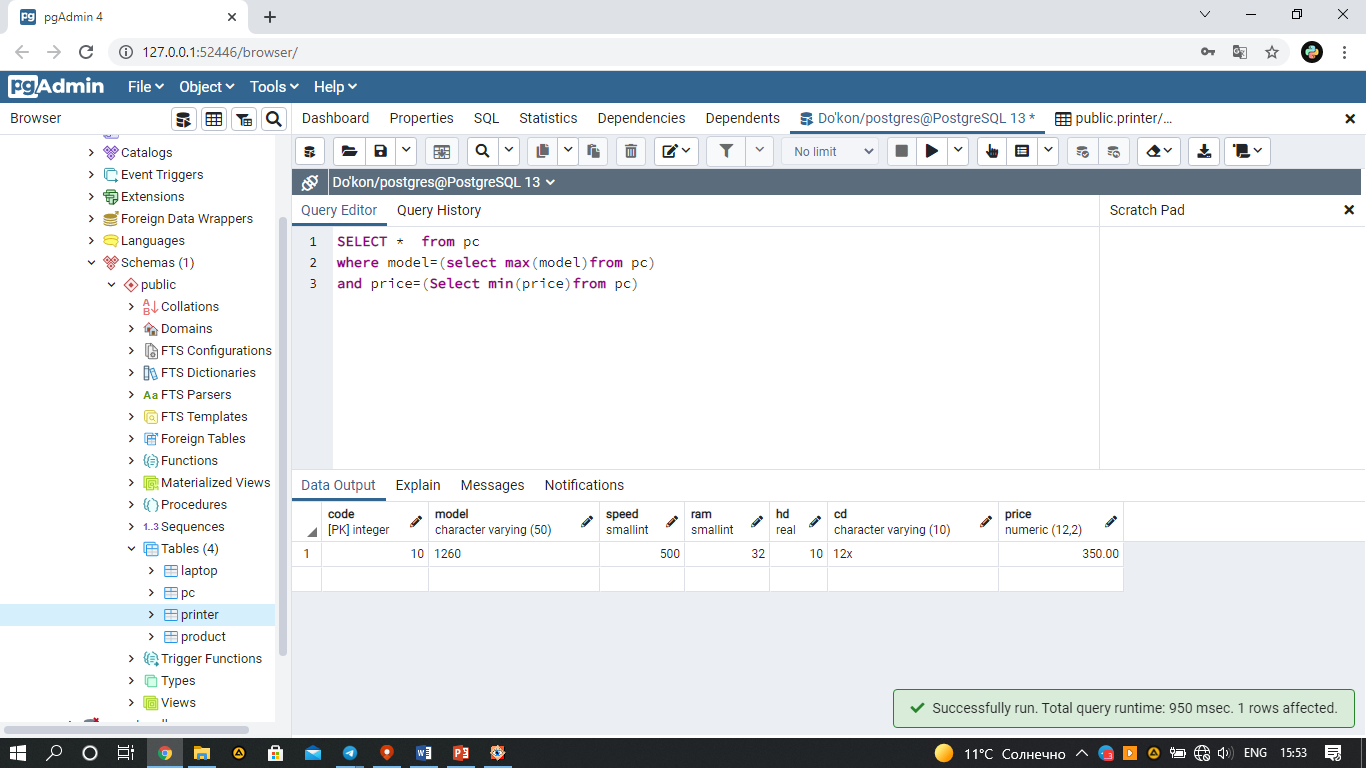 pgAdmin 4
127.0.0.1:52446/browser/
pgAdmin File Object Tools Help
Browser
Dashboard Properties SQL Statistics Dependencies Dependents Do'kon/postgres@PostgreSQL 13 * public.printer/...
No limit
Do'kon/postgres@PostgreSQL 13
Query Editor Query History
Scratch Pad
1 SELECT * from pc
2 where model=(select max(model)from pc)
3 and price=(Select min(price)from pc)
Catalogs
Event Triggers
Extensions
Foreign Data Wrappers
Languages
Schemas (1)
public
Collations
Domains
FTS Configurations
FTS Dictionaries
Aa FTS Parsers
FTS Templates
Foreign Tables
Functions
Materialized Views
Procedures
1..3 Sequences
Tables (4)
laptop
pc
printer
product
Trigger Functions
Types
Views
Data Output Explain Messages Notifications
code model speed ram hd cd price
[PK] integer character varying (50) smallint smallint real character varying (10) numeric (12,2)
1 10 1260 500 32 10 12x 350.00
Successfully run. Total query runtime: 950 msec. 1 rows affected.
11°C Солнечно ENG 15:53